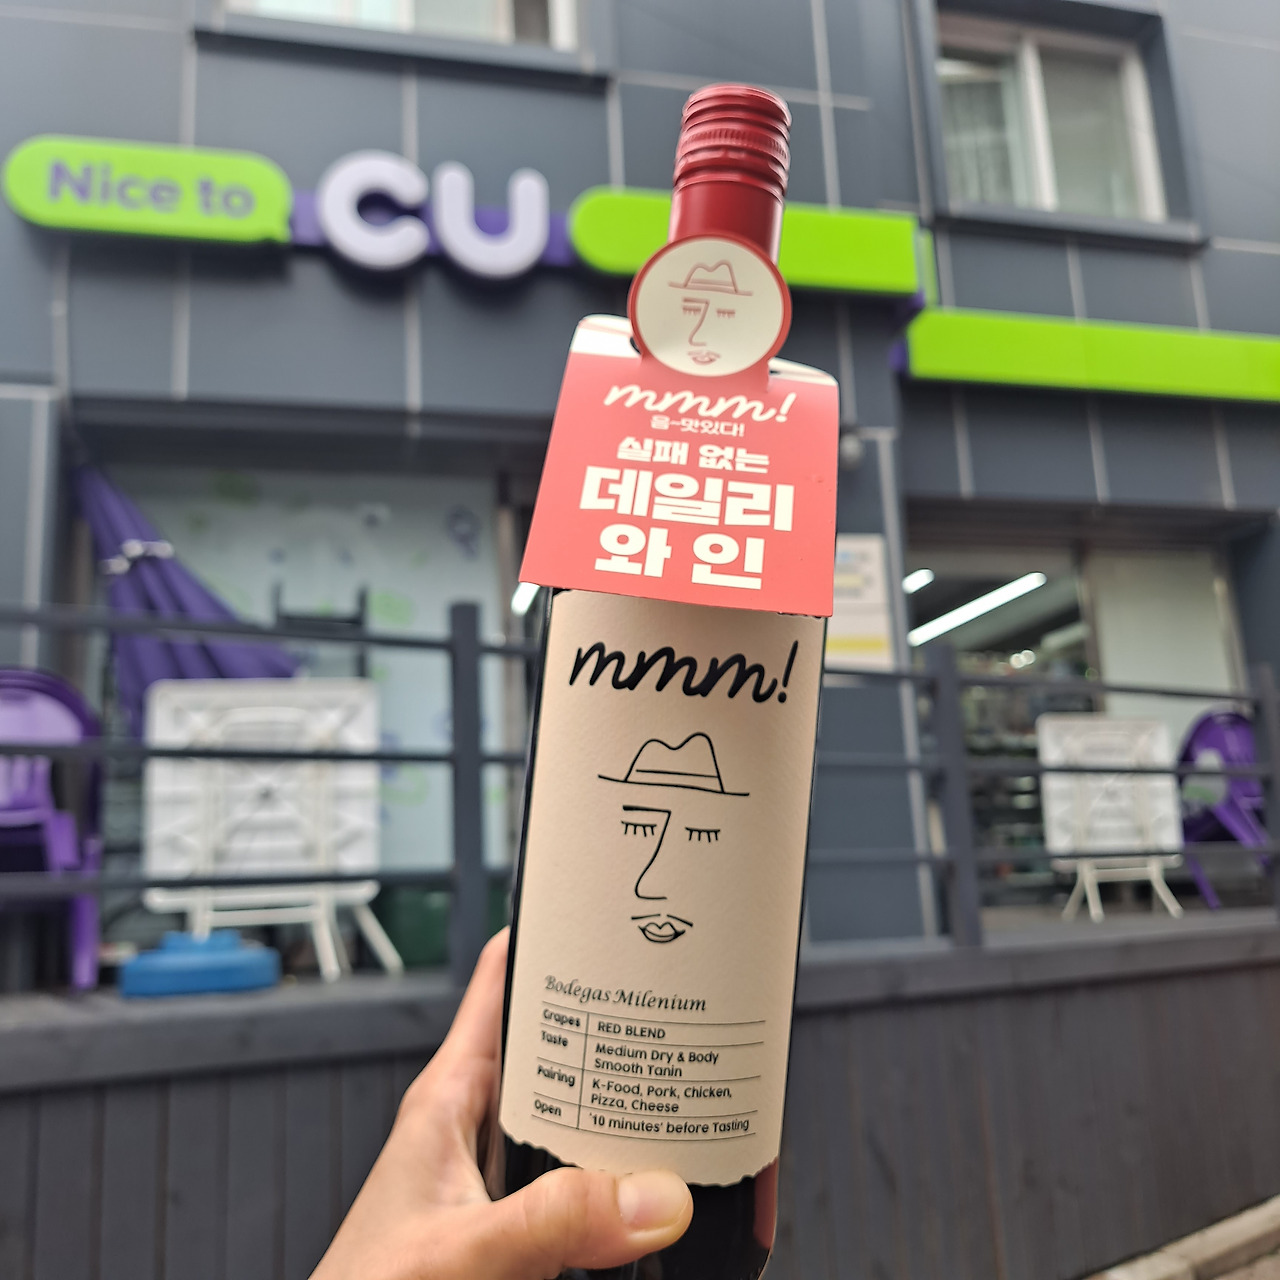 Nice to
CU
mmm!
음~맛있다!
실패 없는
데일리
와인
mmm!
Bodegas Milenium
Grapes RED BLEND
Taste Medium Dry & Body
Smooth Tanin
Pairing K-Food, Pork, Chicken,
Pizza, Cheese
Open '10 minutes' before Tasting